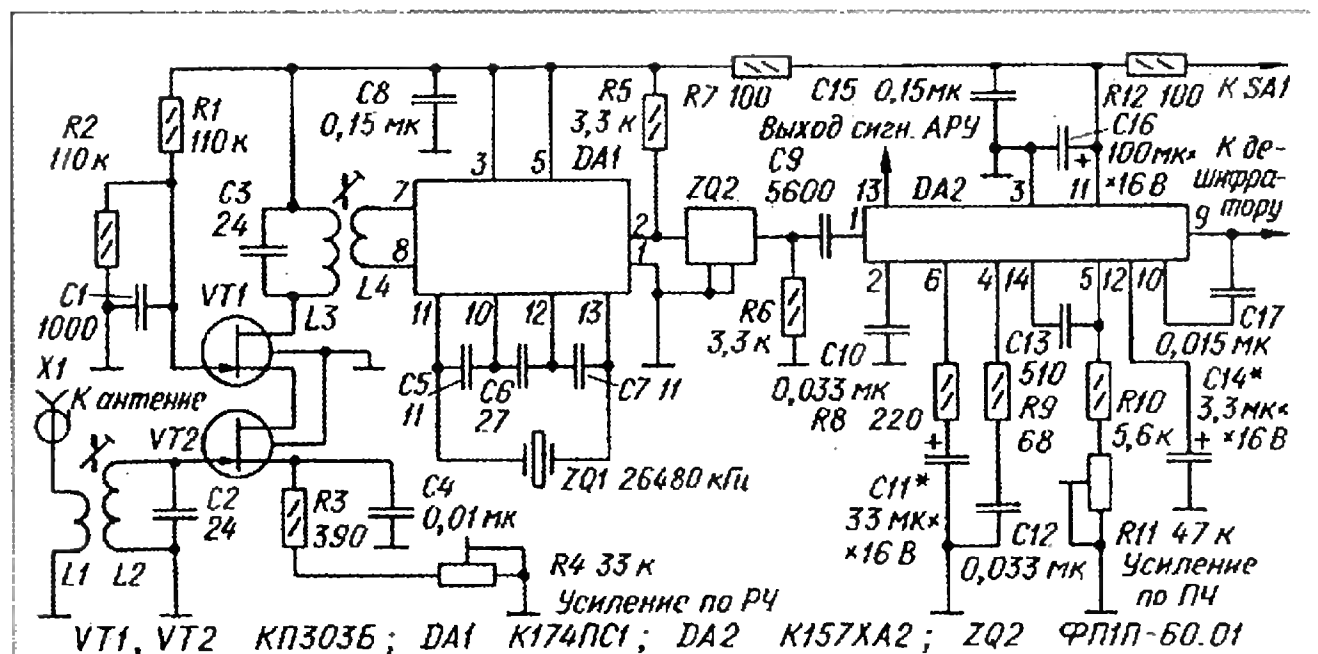 R2
110 к
R1
110 к
C8
0,15 мк
R5
3,3 к
R7 100
C15 0,15мк
R12 100
К SA1
Выход сигн. АРУ
C16
100мк×
×16 В
К де-
шифра-
тору
C3
24
3
5
DA1
7
8
2
1
ZQ2
C9
5600
13
1
DA2
3
+
11
9
C1
1000
VT1
L3
L4
11
10
12
13
R6
3,3 к
2
6
4
14
5
12
10
C17
0,015 мк
X1
К антенне
VT2
C5
11
C6
27
C7 11
C10
0,033 мк
R8 220
C13
510
R9
68
R10
5,6 к
C14*
3,3 мк×
×16 В
+
ZQ1 26480 кГц
L1
L2
C2
24
R3
390
C4
0,01 мк
+
C11*
33 мк×
×16 В
C12
0,033 мк
R11 47 к
Усиление
по ПЧ
R4 33 к
Усиление по РЧ
VT1, VT2 КП303Б; DA1 К174ПС1; DA2 К157ХА2; ZQ2 ФП1П-60.01